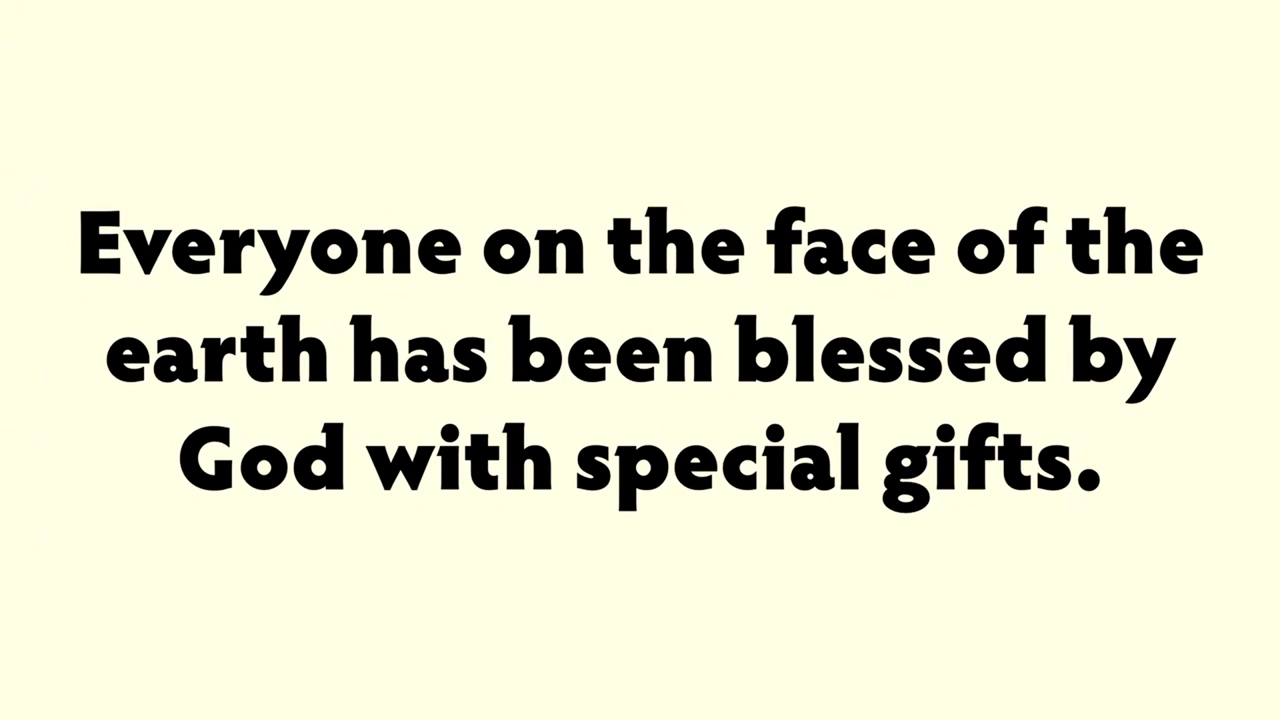 Everyone on the face of the
earth has been blessed by
God with special gifts.